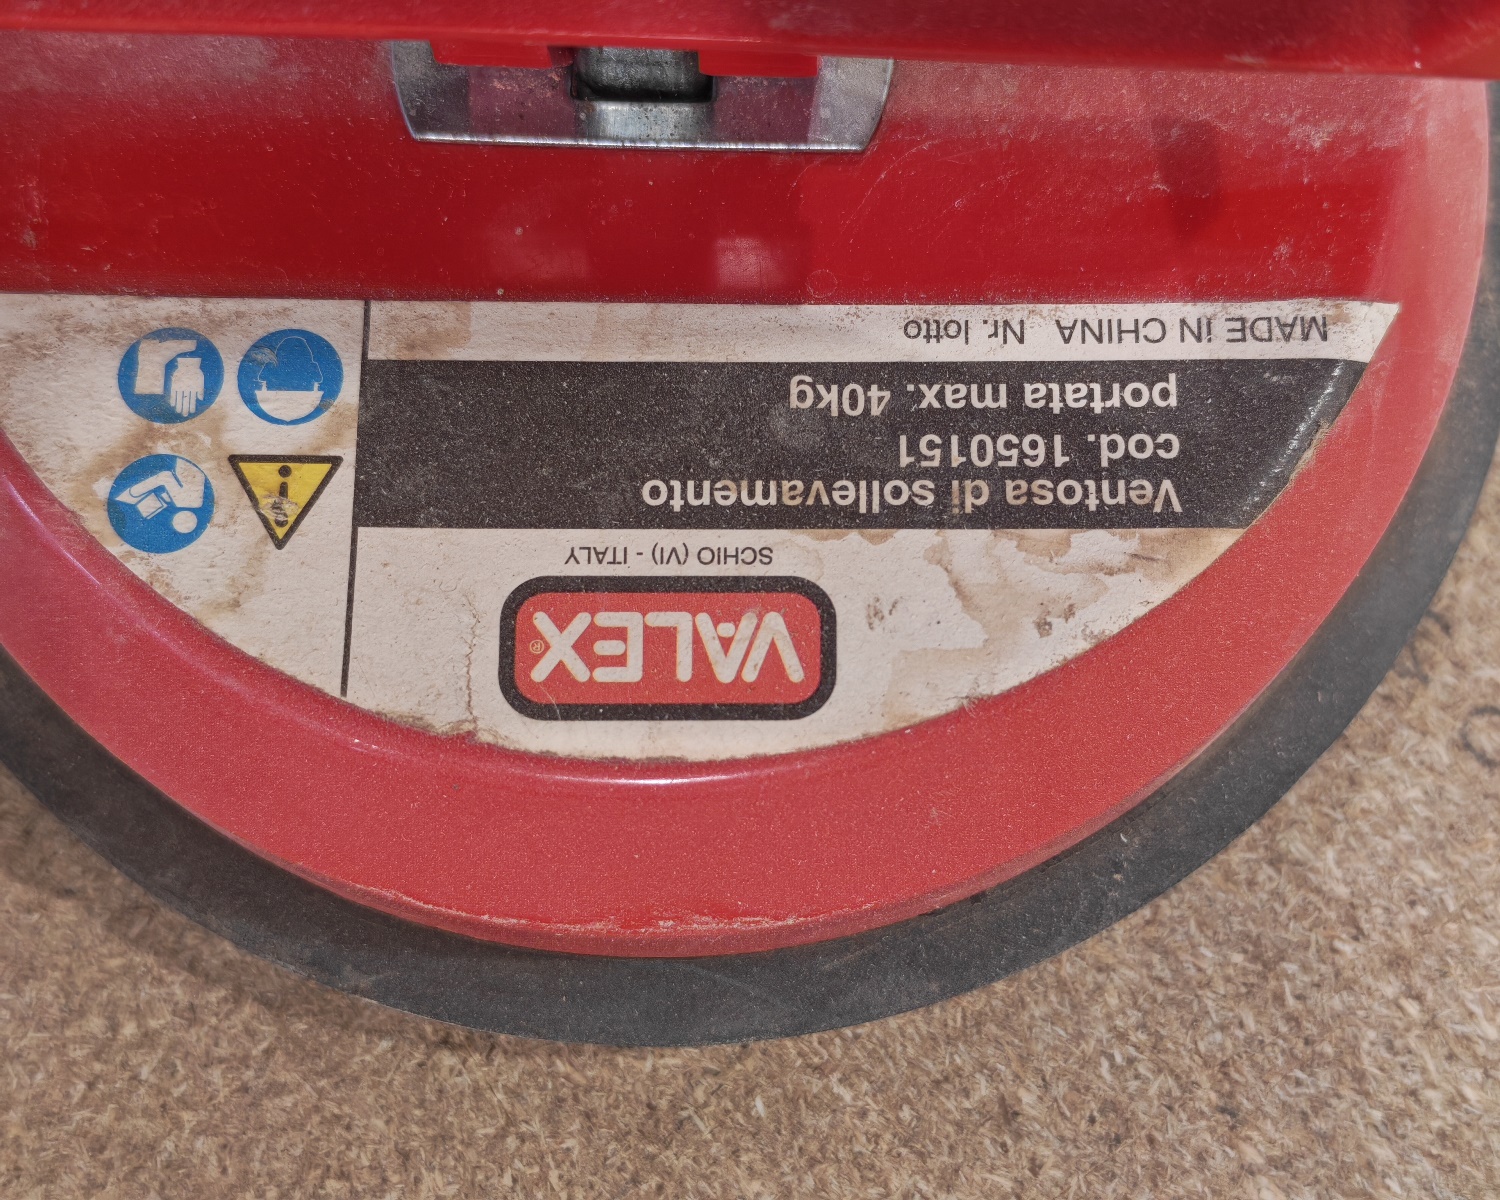 VALEX®
SCHIO (VI) - ITALY
Ventosa di sollevamento
cod. 1650151
portata max. 40kg
MADE iN CHINA Nr. lotto